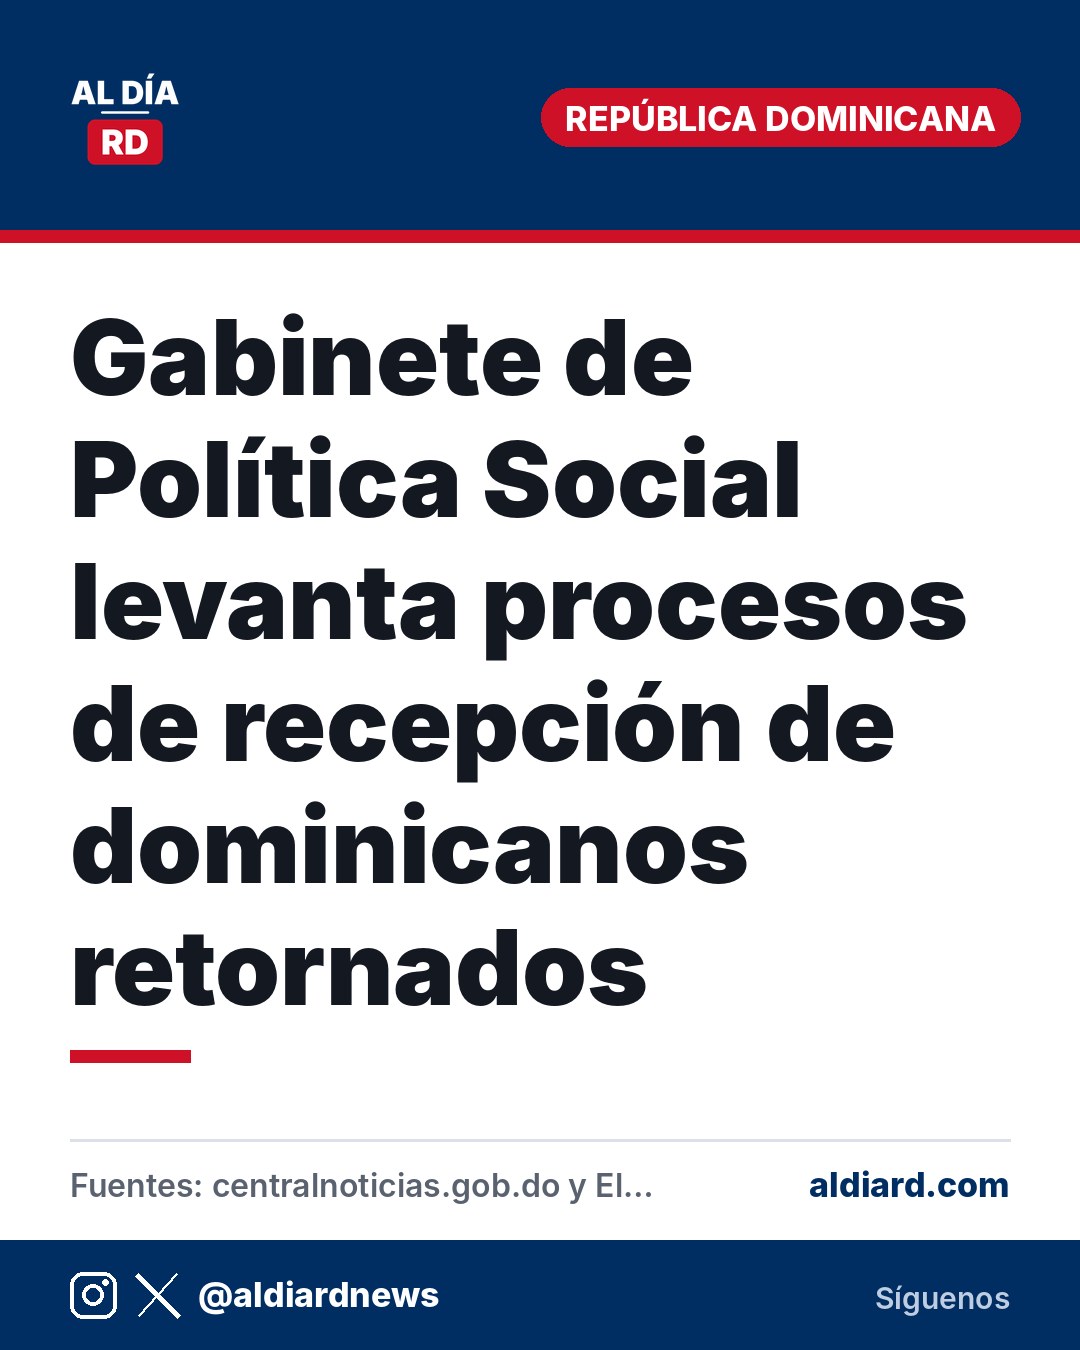 AL DÍA
RD
REPÚBLICA DOMINICANA
Gabinete de
Política Social
levanta procesos
de recepción de
dominicanos
retornados
Fuentes: centralnoticias.gob.do y El...
aldiard.com
@aldiardnews
Síguenos